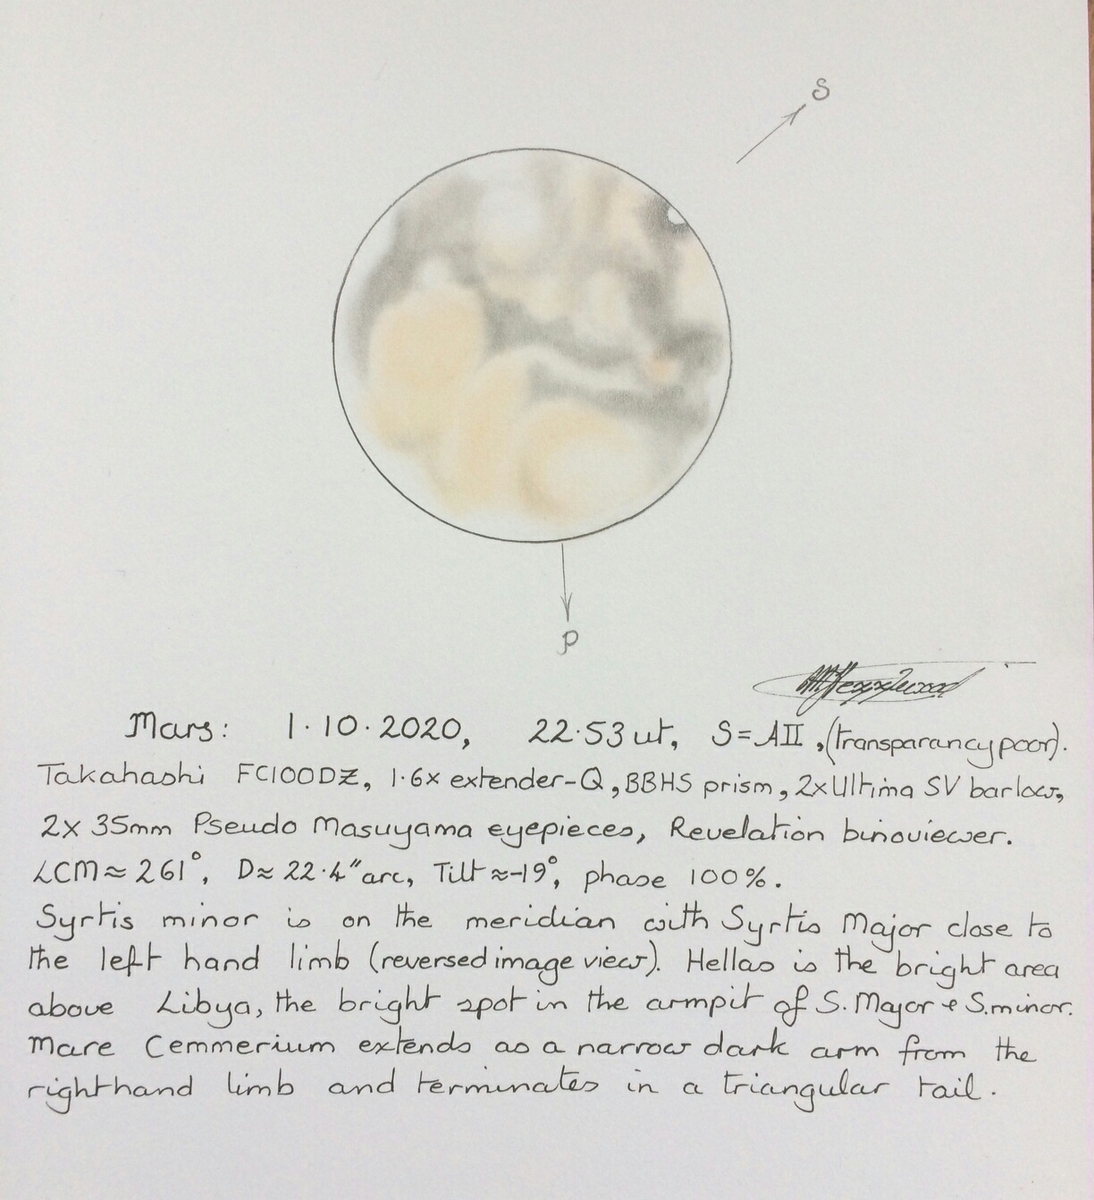 S
P
Mars: 1·10·2020, 22·53 ut, S=AII, (transparancy poor).
Takahashi FC100DZ, 1·6x extender-Q, BBHS prism, 2x Ultima SV barlow,
2x 35mm Pseudo Masuyama eyepieces, Revelation binoviewer.
LCM≈261°, D≈22·4" arc, Tilt≈-19°, phase 100%.
Syrtis minor is on the meridian with Syrtis Major close to
the left hand limb (reversed image view). Hellas is the bright area
above Libya, the bright spot in the armpit of S. Major & S. minor.
Mare Cemmerium extends as a narrow dark arm from the
righthand limb and terminates in a triangular tail.